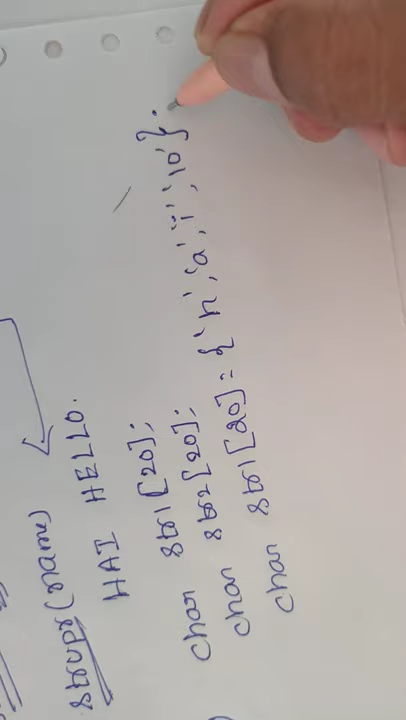 strupr(name)
HAI HELLO.
char str1[20];
char str2[20];
char str1[20]={'h','a','i','\0'}.